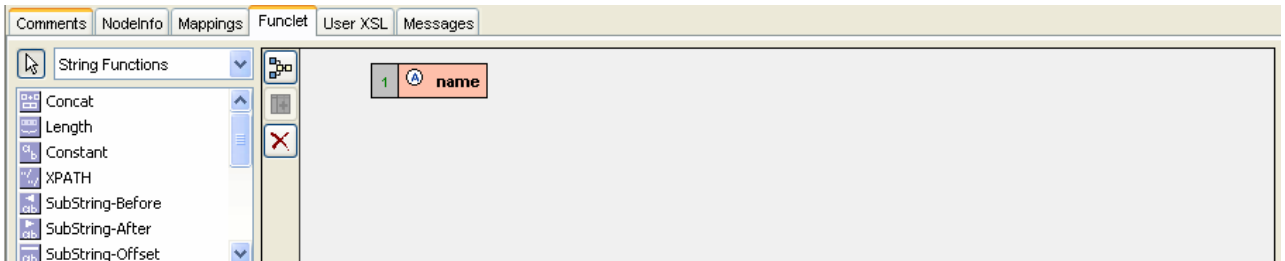 Comments NodeInfo Mappings Funclet User XSL Messages
String Functions
1 A name
Concat
Length
Constant
XPATH
SubString-Before
SubString-After
SubString-Offset